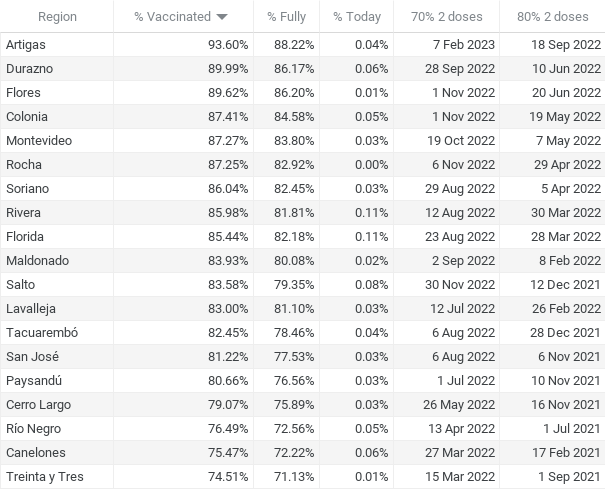 Region % Vaccinated % Fully % Today 70% 2 doses 80% 2 doses
Artigas 93.60% 88.22% 0.04% 7 Feb 2023 18 Sep 2022
Durazno 89.99% 86.17% 0.06% 28 Sep 2022 10 Jun 2022
Flores 89.62% 86.20% 0.01% 1 Nov 2022 20 Jun 2022
Colonia 87.41% 84.58% 0.05% 1 Nov 2022 19 May 2022
Montevideo 87.27% 83.80% 0.03% 19 Oct 2022 7 May 2022
Rocha 87.25% 82.92% 0.00% 6 Nov 2022 29 Apr 2022
Soriano 86.04% 82.45% 0.03% 29 Aug 2022 5 Apr 2022
Rivera 85.98% 81.81% 0.11% 12 Aug 2022 30 Mar 2022
Florida 85.44% 82.18% 0.11% 23 Aug 2022 28 Mar 2022
Maldonado 83.93% 80.08% 0.02% 2 Sep 2022 8 Feb 2022
Salto 83.58% 79.35% 0.08% 30 Nov 2022 12 Dec 2021
Lavalleja 83.00% 81.10% 0.03% 12 Jul 2022 26 Feb 2022
Tacuarembó 82.45% 78.46% 0.04% 6 Aug 2022 28 Dec 2021
San José 81.22% 77.53% 0.03% 6 Aug 2022 6 Nov 2021
Paysandú 80.66% 76.56% 0.03% 1 Jul 2022 10 Nov 2021
Cerro Largo 79.07% 75.89% 0.03% 26 May 2022 16 Nov 2021
Río Negro 76.49% 72.56% 0.05% 13 Apr 2022 1 Jul 2021
Canelones 75.47% 72.22% 0.06% 27 Mar 2022 17 Feb 2021
Treinta y Tres 74.51% 71.13% 0.01% 15 Mar 2022 1 Sep 2021